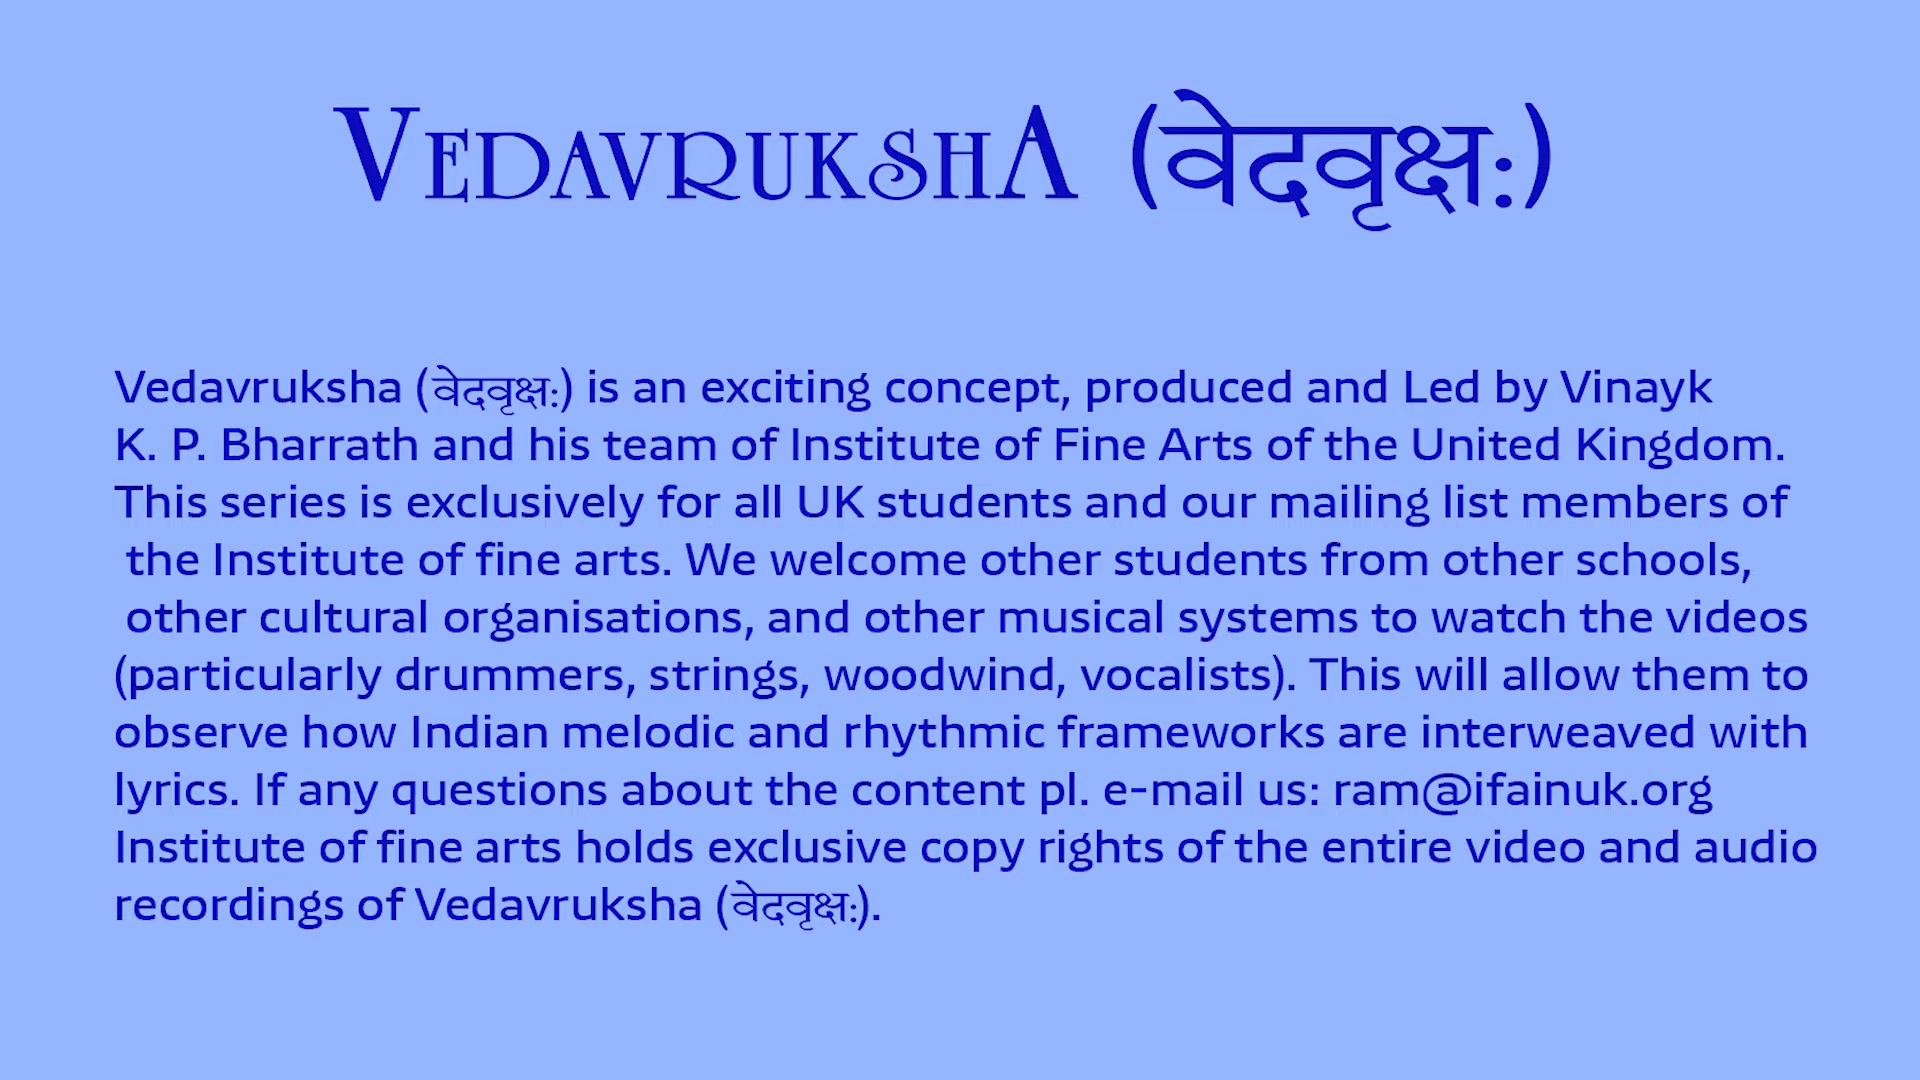 VEDAVRUKSHA (वेदवृक्षः)
Vedavruksha (वेदवृक्षः) is an exciting concept, produced and Led by Vinayk
K. P. Bharrath and his team of Institute of Fine Arts of the United Kingdom.
This series is exclusively for all UK students and our mailing list members of
the Institute of fine arts. We welcome other students from other schools,
other cultural organisations, and other musical systems to watch the videos
(particularly drummers, strings, woodwind, vocalists). This will allow them to
observe how Indian melodic and rhythmic frameworks are interweaved with
lyrics. If any questions about the content pl. e-mail us: ram@ifainuk.org
Institute of fine arts holds exclusive copy rights of the entire video and audio
recordings of Vedavruksha (वेदवृक्षः).